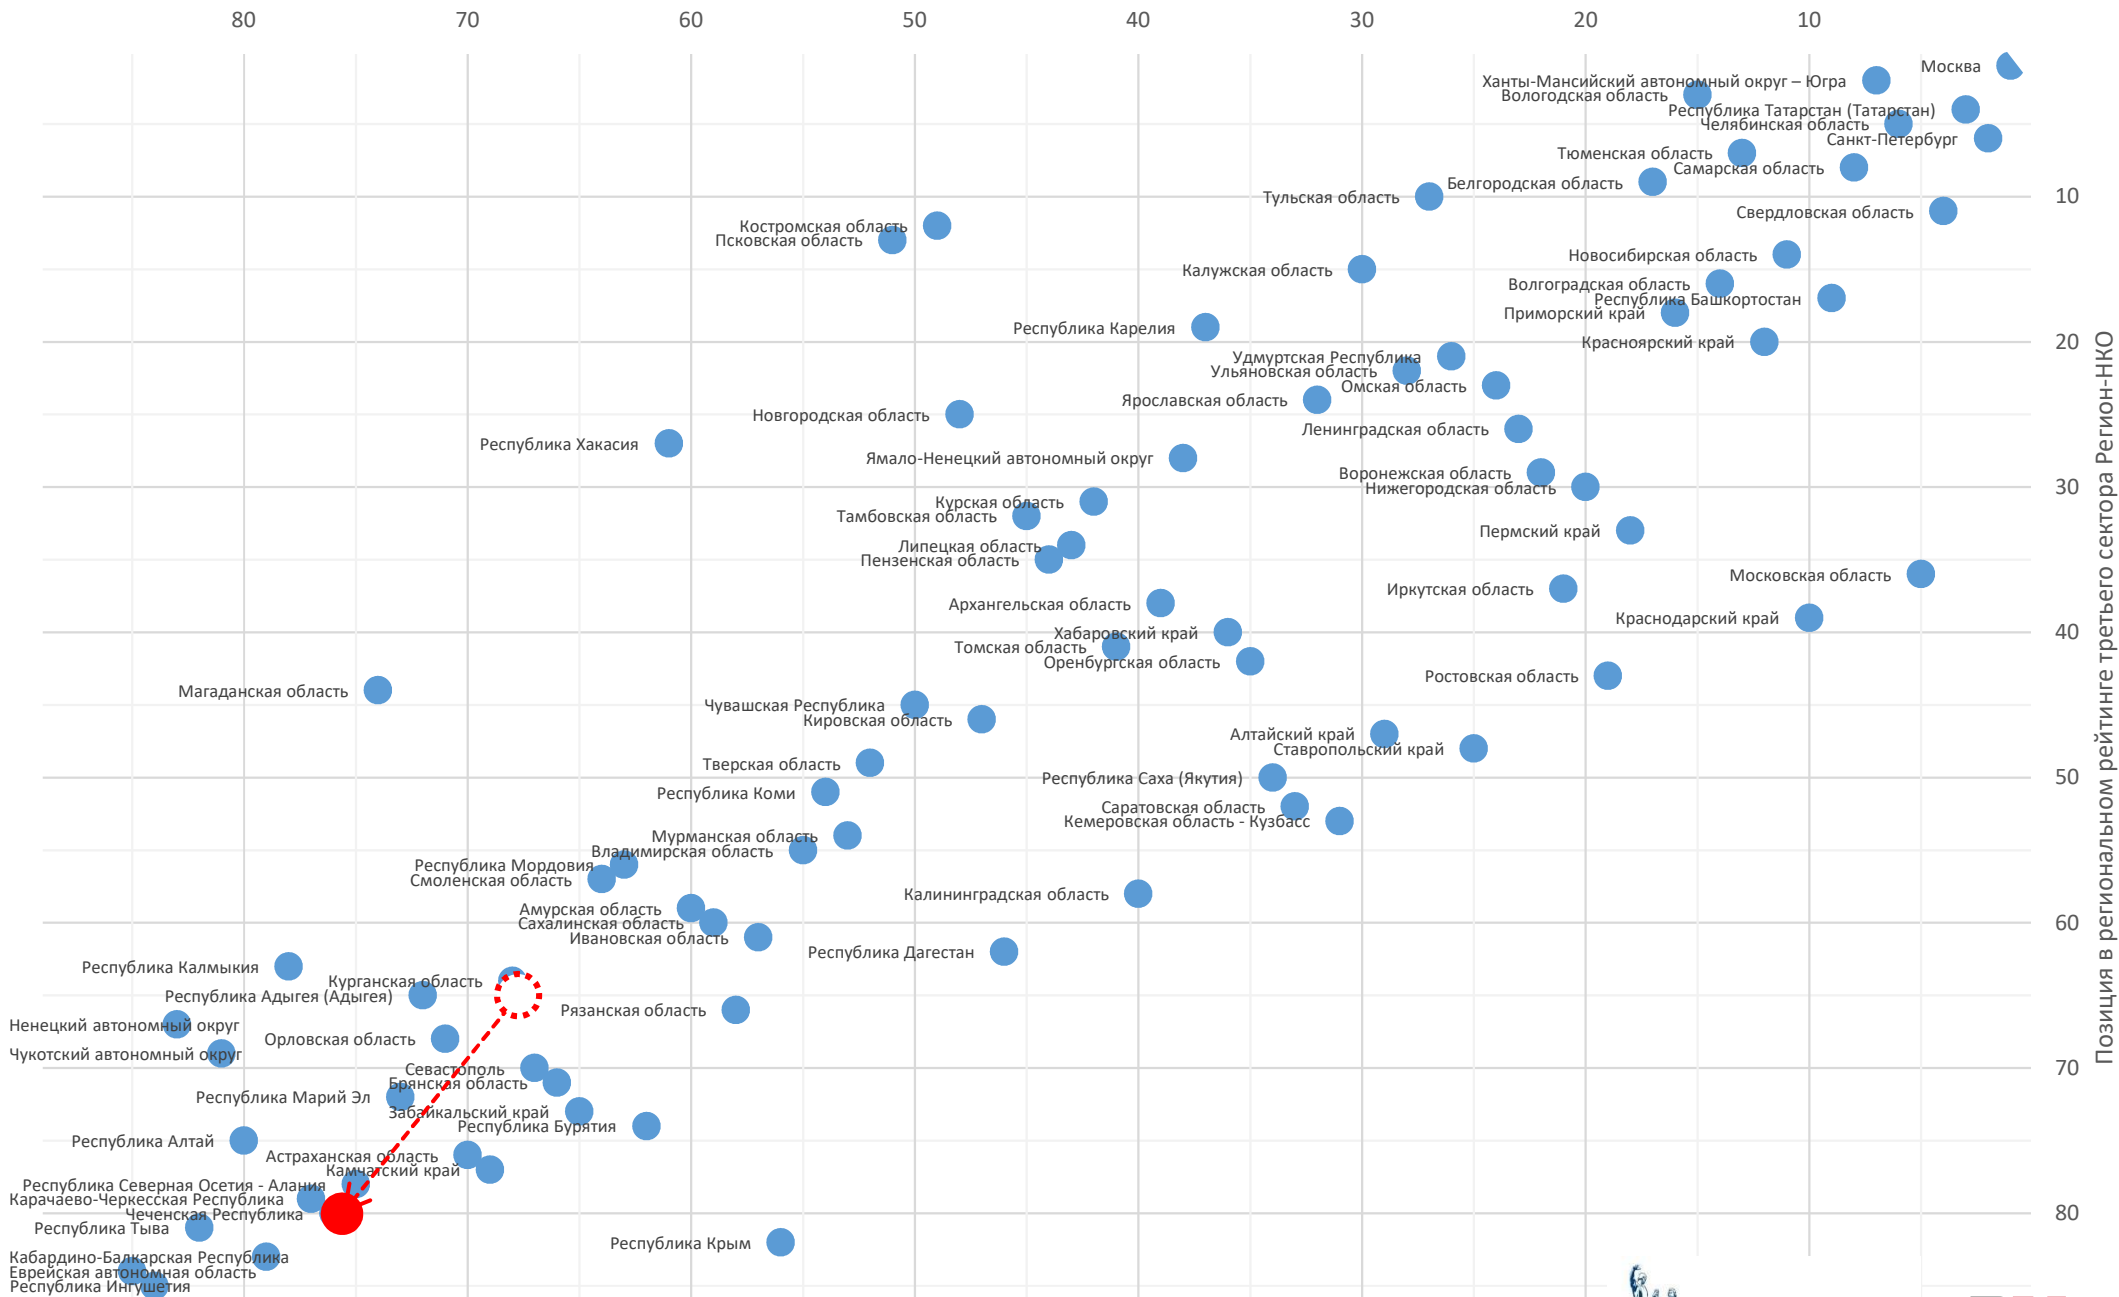 80 70 60 50 40 30 20 10
Москва
Ханты-Мансийский автономный округ – Югра
Вологодская область
Республика Татарстан (Татарстан)
Челябинская область
Санкт-Петербург
Тюменская область
Самарская область
Белгородская область
Тульская область
10
Свердловская область
Костромская область
Псковская область
Новосибирская область
Калужская область
Волгоградская область
Республика Башкортостан
Приморский край
Республика Карелия
Красноярский край
20
Удмуртская Республика
Ульяновская область
Омская область
Ярославская область
Новгородская область
Ленинградская область
Республика Хакасия
Ямало-Ненецкий автономный округ
Воронежская область
Нижегородская область
30
Курская область
Тамбовская область
Пермский край
Липецкая область
Пензенская область
Московская область
Иркутская область
Архангельская область
Краснодарский край
Хабаровский край
40
Томская область
Оренбургская область
Ростовская область
Магаданская область
Чувашская Республика
Кировская область
Алтайский край
Ставропольский край
Тверская область
Республика Саха (Якутия)
50
Республика Коми
Саратовская область
Кемеровская область - Кузбасс
Мурманская область
Владимирская область
Республика Мордовия
Смоленская область
Калининградская область
Амурская область
Сахалинская область
60
Ивановская область
Республика Дагестан
Республика Калмыкия
Курганская область
Республика Адыгея (Адыгея)
Рязанская область
Ненецкий автономный округ
Орловская область
Чукотский автономный округ
Севастополь
70
Брянская область
Республика Марий Эл
Забайкальский край
Республика Бурятия
Республика Алтай
Астраханская область
Камчатский край
Республика Северная Осетия - Алания
Карачаево-Черкесская Республика
Чеченская Республика
80
Республика Тыва
Республика Крым
Кабардино-Балкарская Республика
Еврейская автономная область
Республика Ингушетия
Позиция в региональном рейтинге третьего сектора Регион-НКО